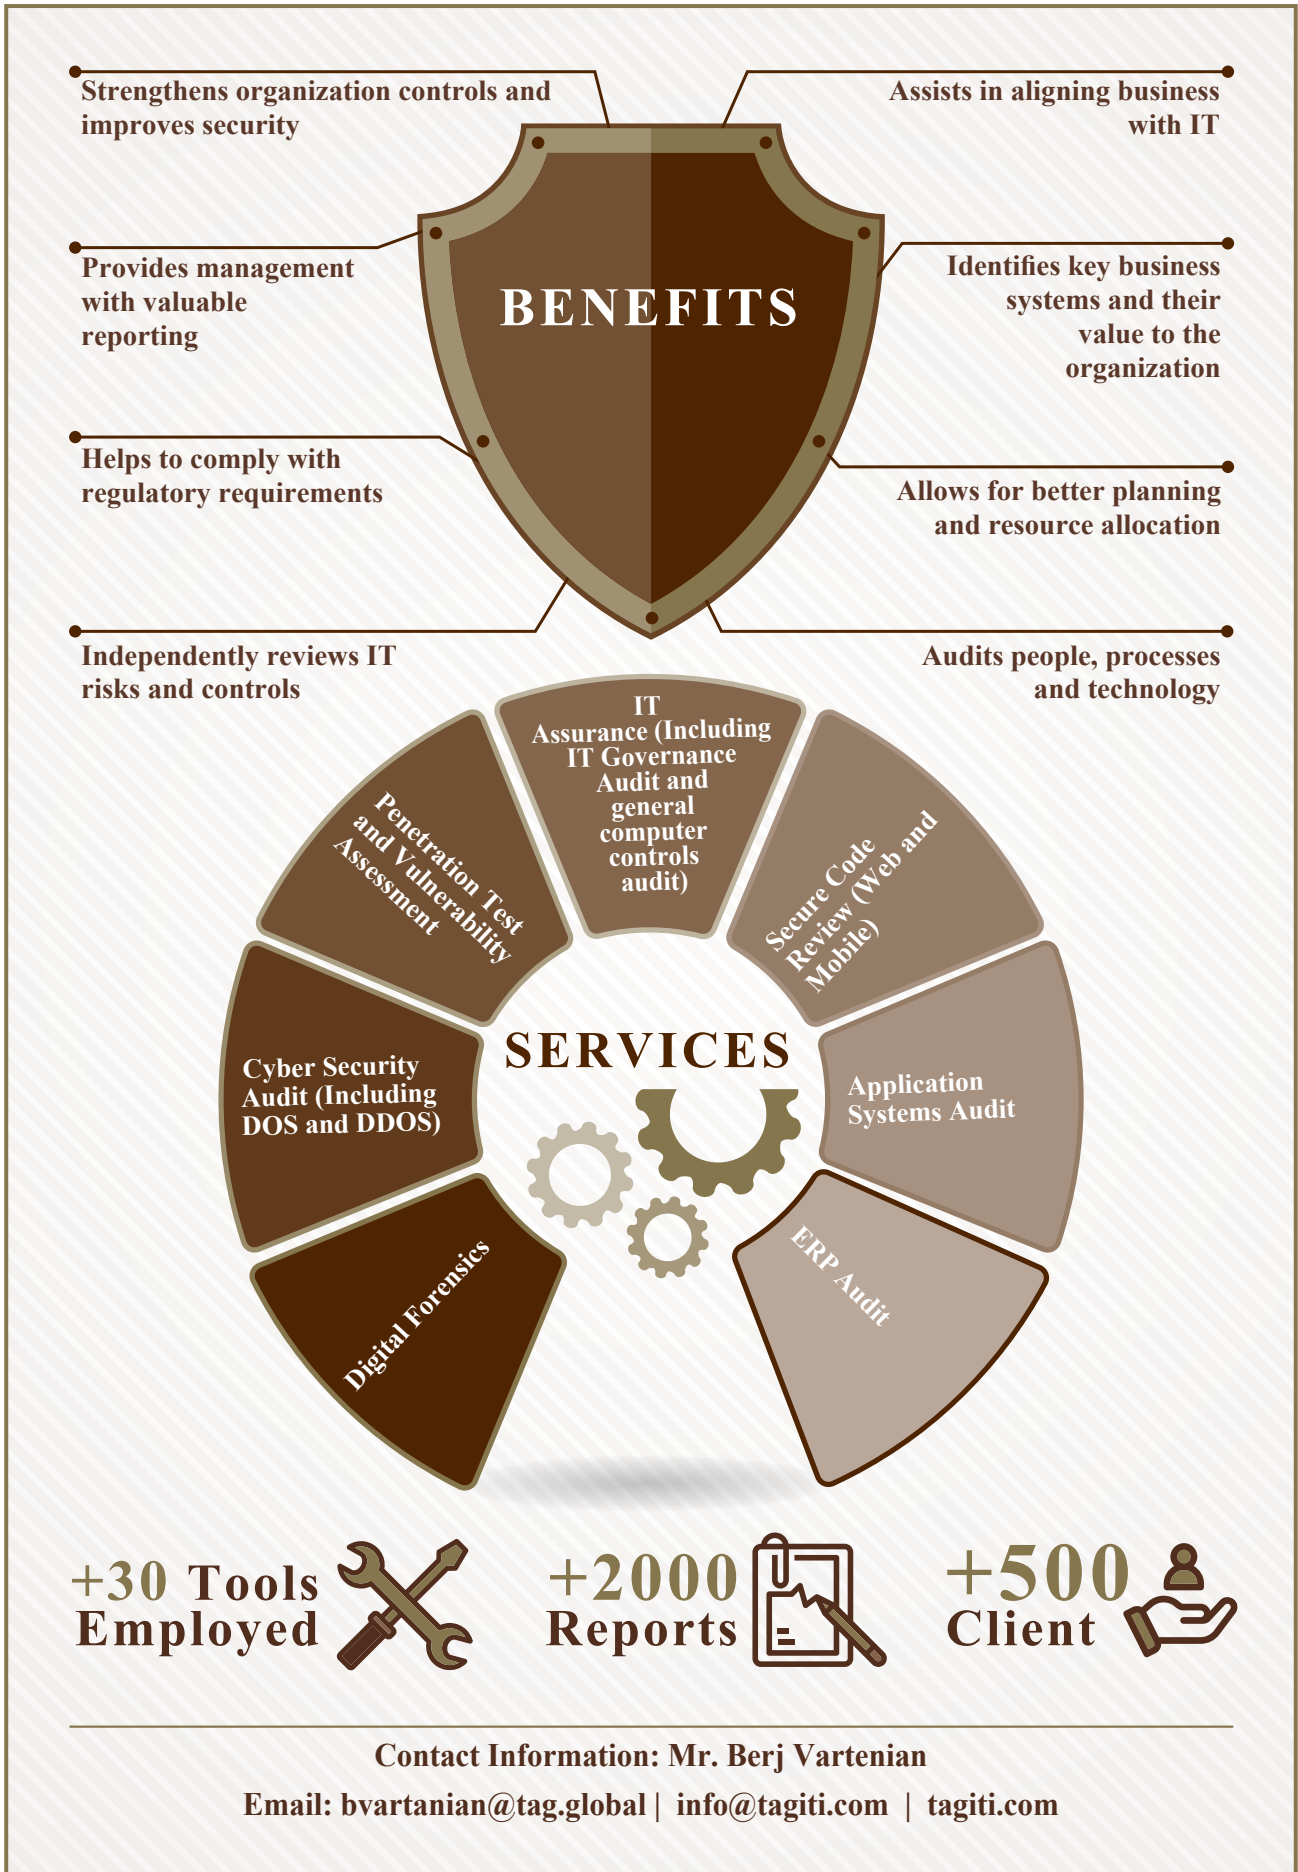 Strengthens organization controls and
improves security
Assists in aligning business
with IT
Provides management
with valuable
reporting
Identifies key business
systems and their
value to the
organization
BENEFITS
Helps to comply with
regulatory requirements
Allows for better planning
and resource allocation
Independently reviews IT
risks and controls
Audits people, processes
and technology
IT
Assurance (Including
IT Governance
Audit and
general
computer
controls
audit)
Penetration Test
and Vulnerability
Assessment
Secure Code
Review (Web and
Mobile)
Cyber Security
Audit (Including
DOS and DDOS)
SERVICES
Application
Systems Audit
Digital Forensics
ERP Audit
+30 Tools
Employed
+2000
Reports
+500
Client
Contact Information: Mr. Berj Vartenian
Email: bvartanian@tag.global | info@tagiti.com | tagiti.com